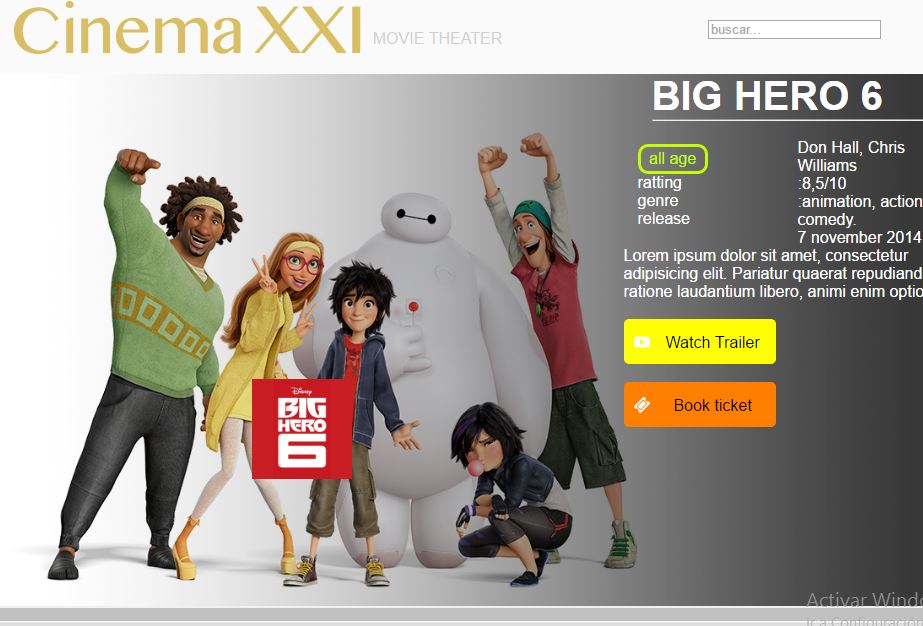 Cinema XXI MOVIE THEATER
buscar...
BIG HERO 6
all age
Don Hall, Chris
Williams
ratting :8,5/10
genre :animation, action
comedy.
release 7 november 2014
Lorem ipsum dolor sit amet, consectetur
adipisicing elit. Pariatur quaerat repudiand
ratione laudantium libero, animi enim optio
Watch Trailer
Book ticket
Disney
BIG
HERO
6
Activar Windo
Ir a Configuración